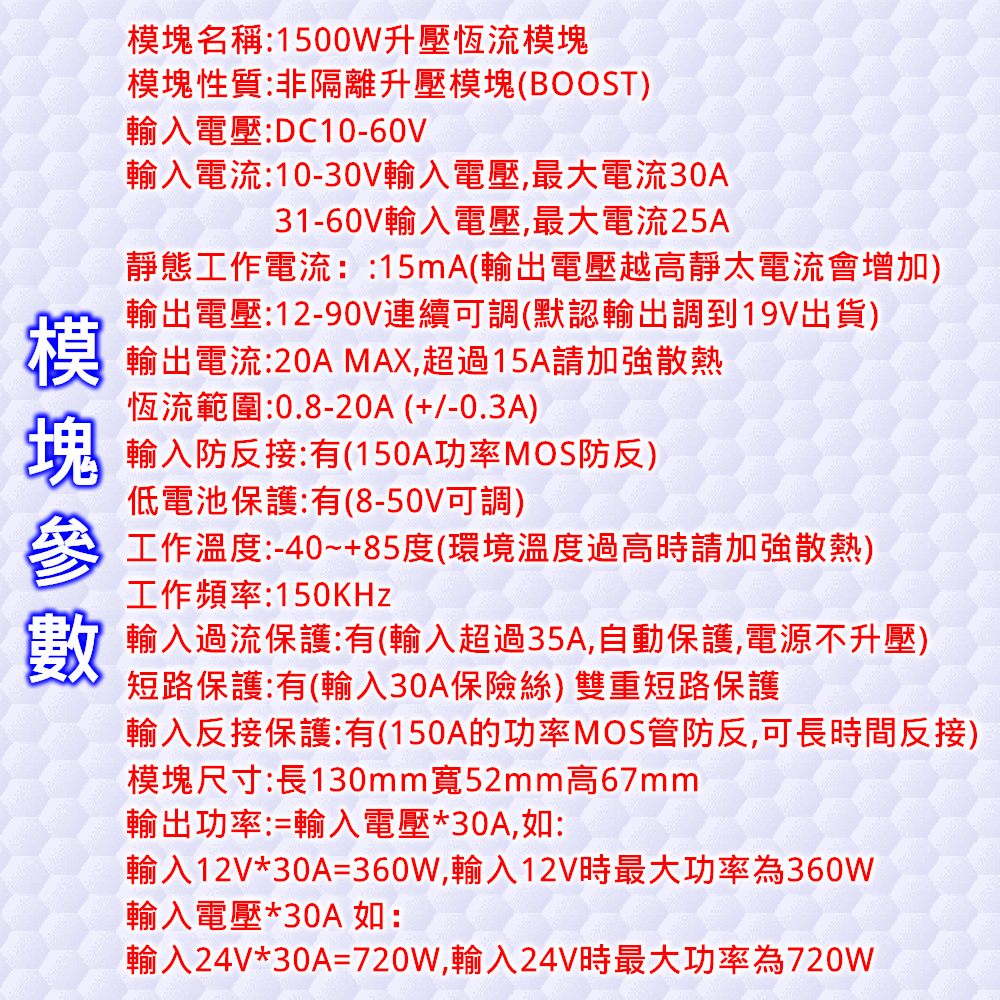 模塊參數
模塊名稱:1500W升壓恆流模塊
模塊性質:非隔離升壓模塊(BOOST)
輸入電壓:DC10-60V
輸入電流:10-30V輸入電壓,最大電流30A
31-60V輸入電壓,最大電流25A
靜態工作電流：:15mA(輸出電壓越高靜太電流會增加)
輸出電壓:12-90V連續可調(默認輸出調到19V出貨)
輸出電流:20A MAX,超過15A請加強散熱
恆流範圍:0.8-20A (+/-0.3A)
輸入防反接:有(150A功率MOS防反)
低電池保護:有(8-50V可調)
工作溫度:-40~+85度(環境溫度過高時請加強散熱)
工作頻率:150KHz
輸入過流保護:有(輸入超過35A,自動保護,電源不升壓)
短路保護:有(輸入30A保險絲) 雙重短路保護
輸入反接保護:有(150A的功率MOS管防反,可長時間反接)
模塊尺寸:長130mm寬52mm高67mm
輸出功率:=輸入電壓*30A,如:
輸入12V*30A=360W,輸入12V時最大功率為360W
輸入電壓*30A 如：
輸入24V*30A=720W,輸入24V時最大功率為720W